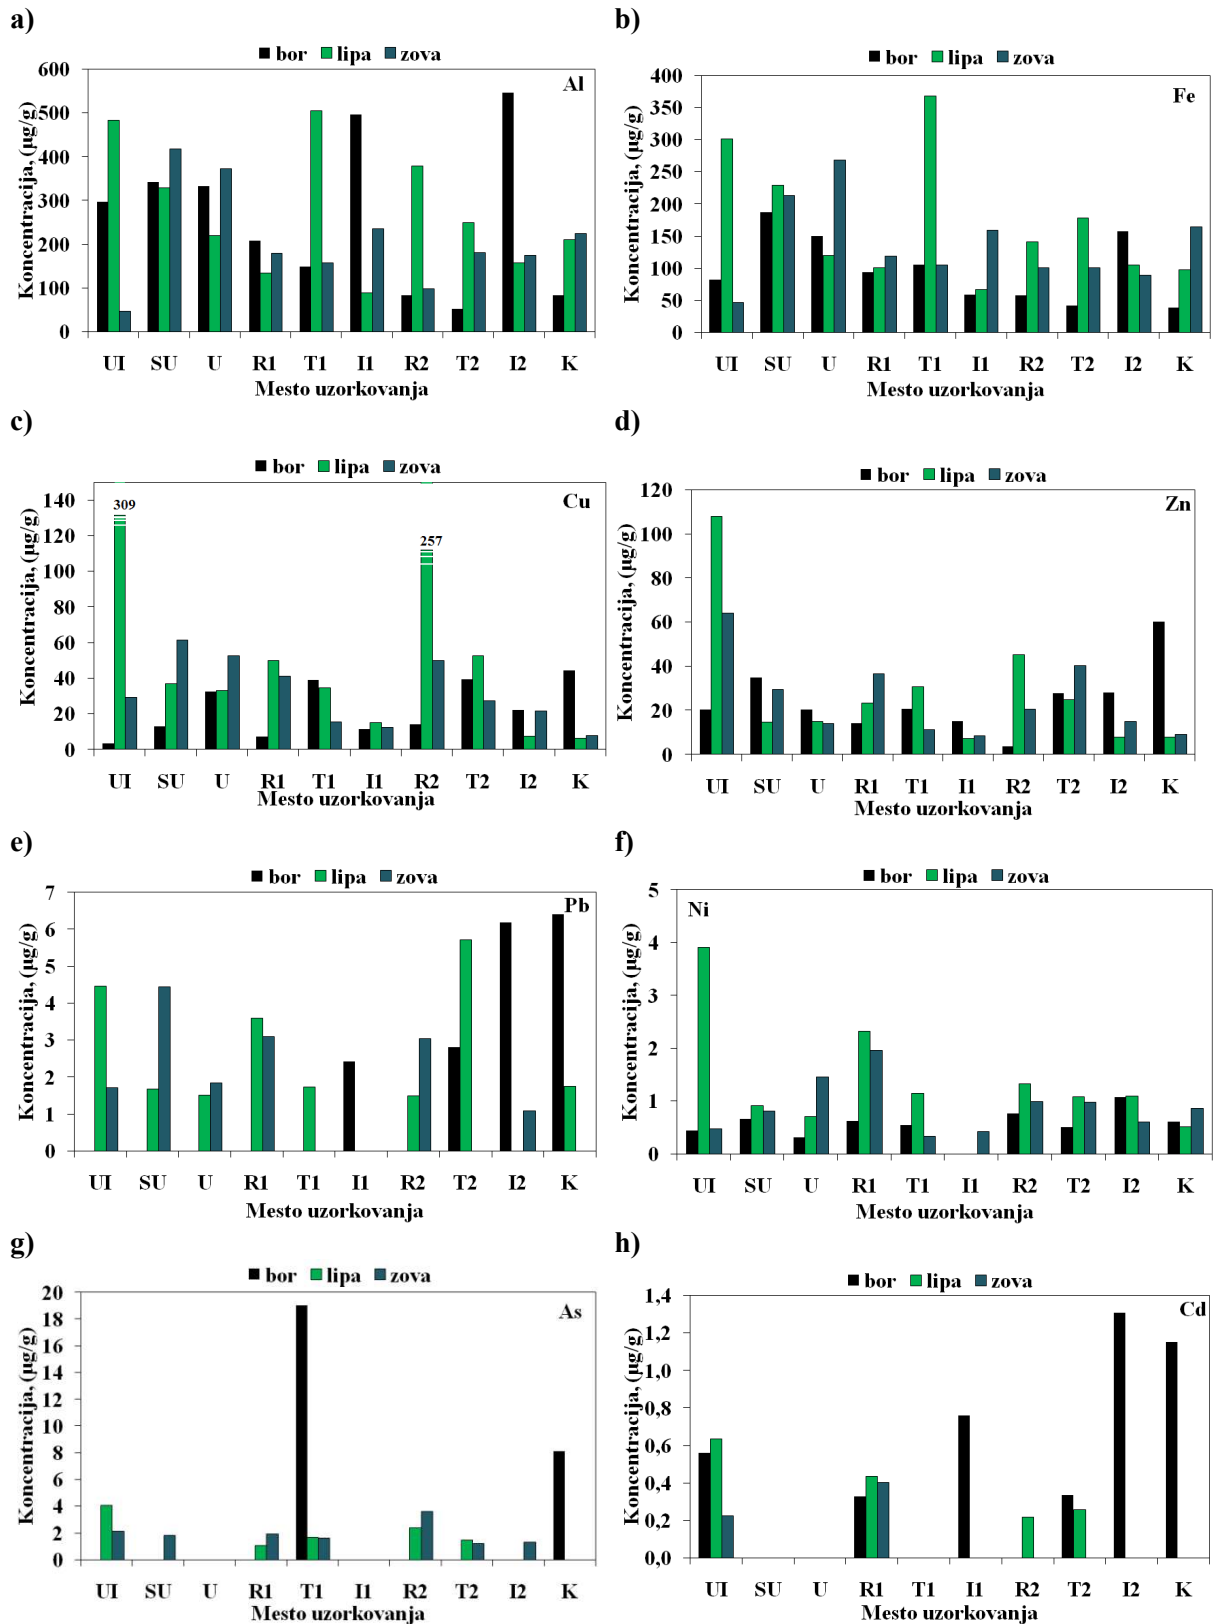 a)
bor lipa zova
Al
Koncentracija, (µg/g)
600
500
400
300
200
100
0
UI SU U R1 T1 I1 R2 T2 I2 K
Mesto uzorkovanja
b)
bor lipa zova
Fe
Koncentracija, (µg/g)
400
350
300
250
200
150
100
50
0
UI SU U R1 T1 I1 R2 T2 I2 K
Mesto uzorkovanja
c)
bor lipa zova
Cu
309
257
Koncentracija, (µg/g)
140
120
100
80
60
40
20
0
UI SU U R1 T1 I1 R2 T2 I2 K
Mesto uzorkovanja
d)
bor lipa zova
Zn
Koncentracija, (µg/g)
120
100
80
60
40
20
0
UI SU U R1 T1 I1 R2 T2 I2 K
Mesto uzorkovanja
e)
bor lipa zova
Pb
Koncentracija, (µg/g)
7
6
5
4
3
2
1
0
UI SU U R1 T1 I1 R2 T2 I2 K
Mesto uzorkovanja
f)
bor lipa zova
Ni
Koncentracija, (µg/g)
5
4
3
2
1
0
UI SU U R1 T1 I1 R2 T2 I2 K
Mesto uzorkovanja
g)
bor lipa zova
As
Koncentracija, (µg/g)
20
18
16
14
12
10
8
6
4
2
0
UI SU U R1 T1 I1 R2 T2 I2 K
Mesto uzorkovanja
h)
bor lipa zova
Cd
Koncentracija, (µg/g)
1,4
1,2
1,0
0,8
0,6
0,4
0,2
0,0
UI SU U R1 T1 I1 R2 T2 I2 K
Mesto uzorkovanja